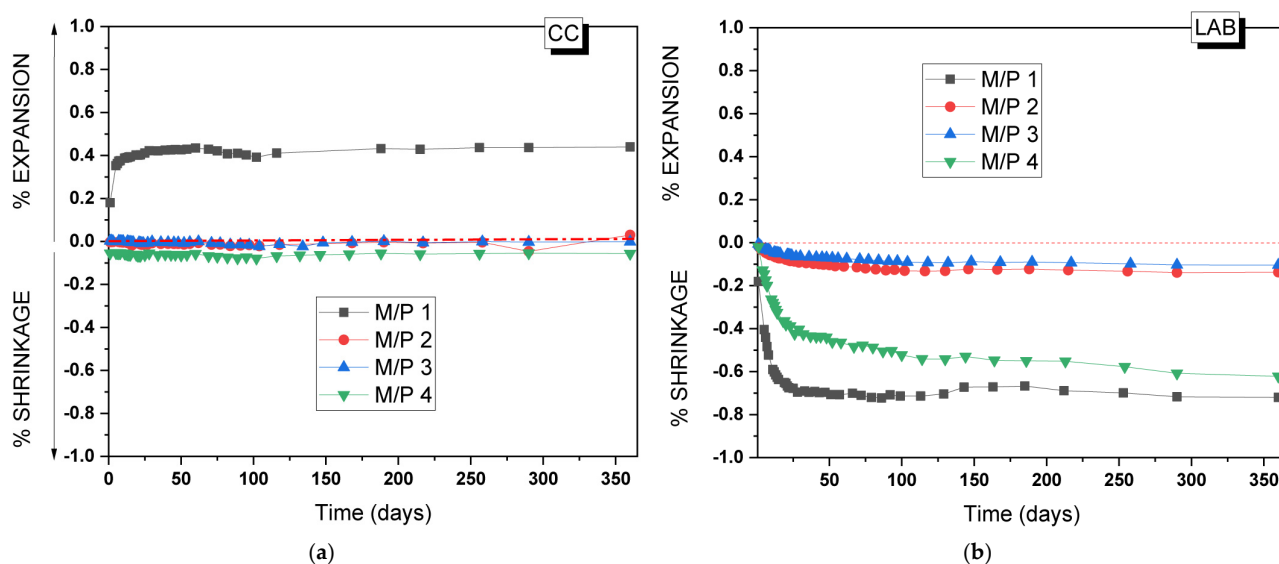 CC
1.0
0.8
0.6
0.4
0.2
0.0
-0.2
-0.4
-0.6
-0.8
-1.0
% EXPANSION
% SHRINKAGE
M/P 1
M/P 2
M/P 3
M/P 4
0 50 100 150 200 250 300 350
Time (days)
(a)
LAB
1.0
0.8
0.6
0.4
0.2
0.0
-0.2
-0.4
-0.6
-0.8
-1.0
% EXPANSION
% SHRINKAGE
M/P 1
M/P 2
M/P 3
M/P 4
50 100 150 200 250 300 350
Time (days)
(b)